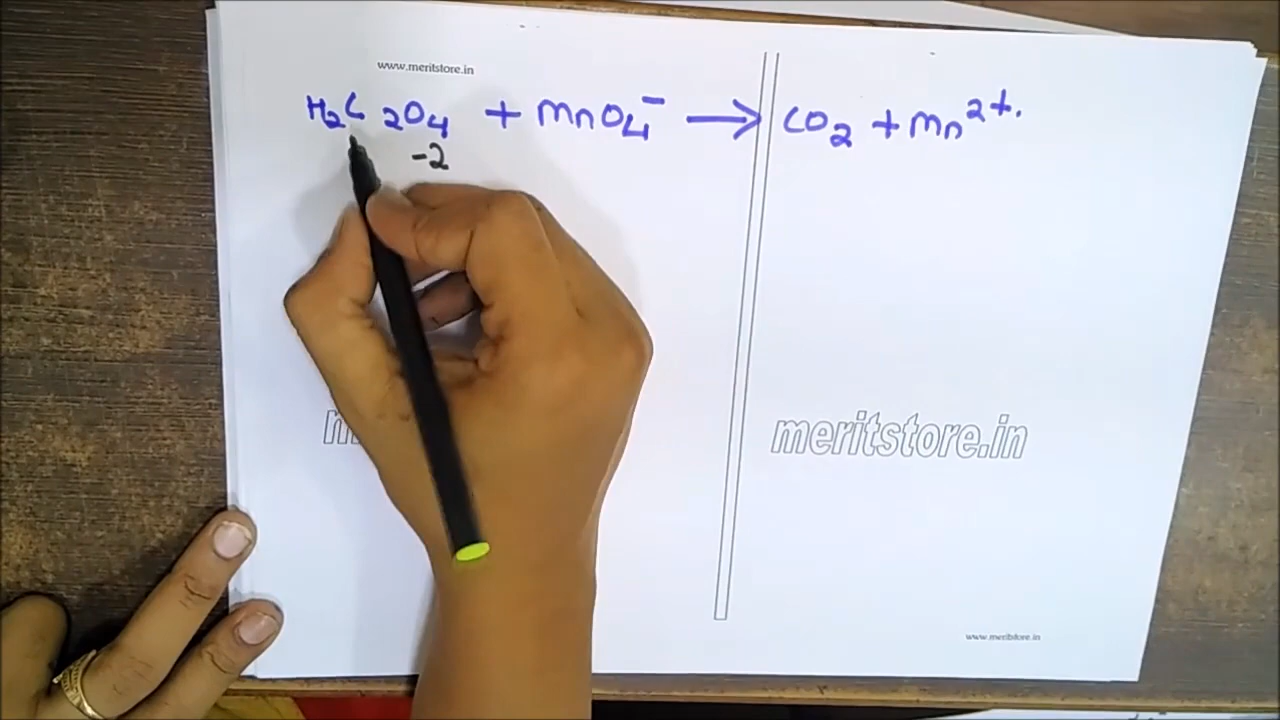 www.meritstore.in
H₂C₂O₄ + MnO₄⁻ → CO₂ + Mn²⁺.
-2
meritstore.in
www.meritstore.in